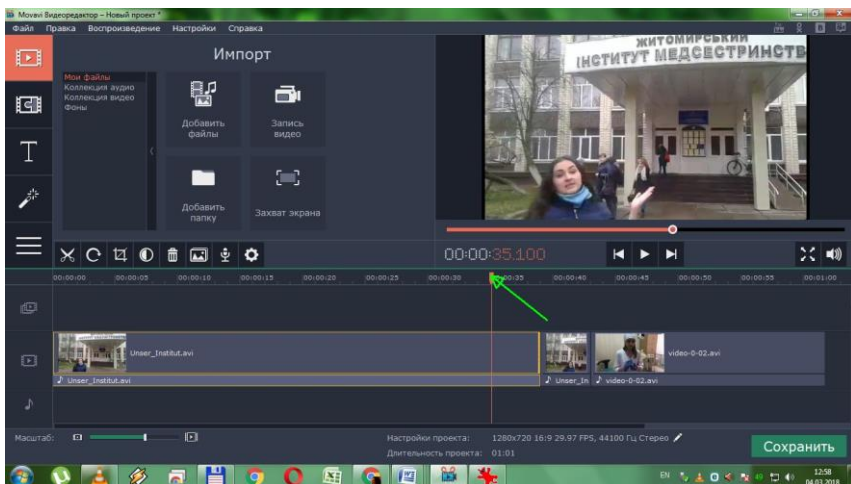 Movavi Видеоредактор – Новый проект *
Файл Правка Воспроизведение Настройки Справка
Импорт
Мои файлы
Коллекция аудио
Коллекция видео
Фоны
Добавить файлы
Запись видео
Добавить папку
Захват экрана
ЖИТОМИРСЬКИЙ
ІНСТИТУТ МЕДСЕСТРИНСТВ
00:00:35.100
00:00:00 00:00:05 00:00:10 00:00:15 00:00:20 00:00:25 00:00:30 00:00:35 00:00:40 00:00:45 00:00:50 00:00:55 00:01:00
Unser_Institut.avi
video-0-02.avi
Unser_Institut.avi
Unser_In
video-0-02.avi
Масштаб:
Настройки проекта: 1280x720 16:9 29.97 FPS, 44100 Гц Стерео
Длительность проекта: 01:01
Сохранить
EN
12:58
04.03.2018